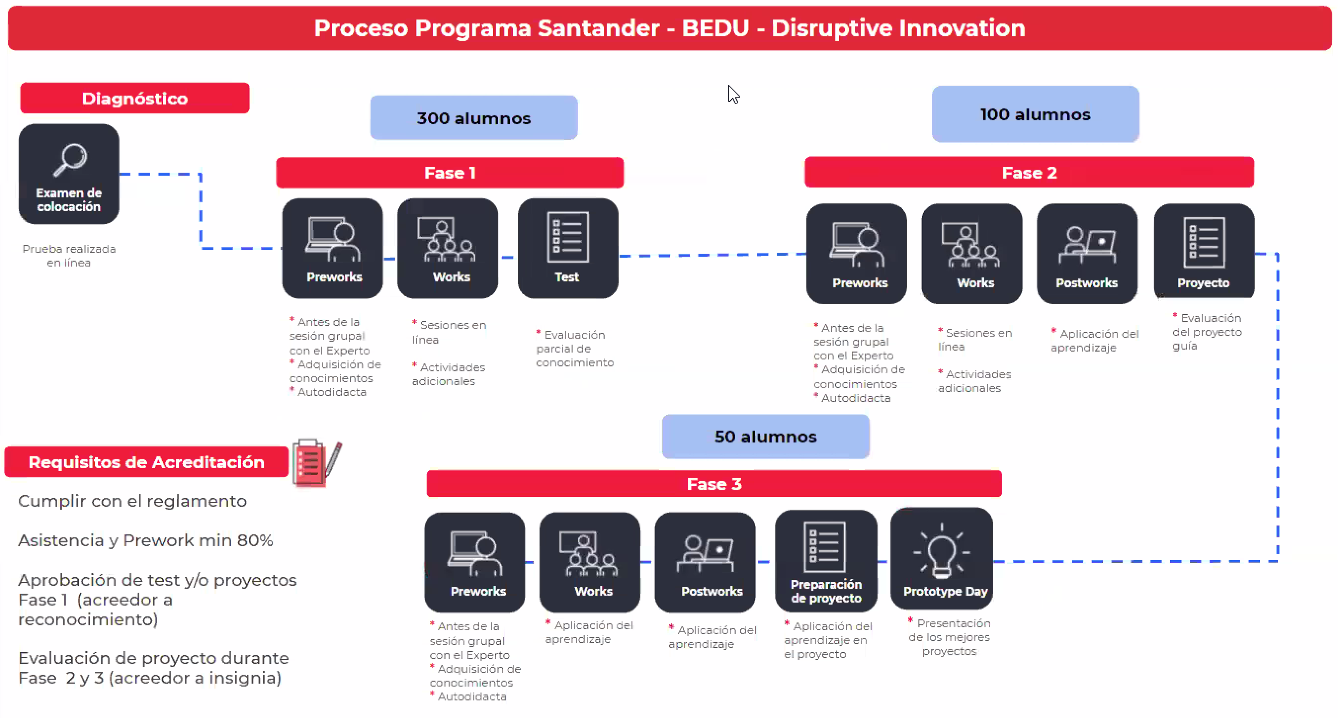 Proceso Programa Santander - BEDU - Disruptive Innovation
Diagnóstico
Examen de
colocación
Prueba realizada
en línea
300 alumnos
Fase 1
Preworks
* Antes de la
sesión grupal
con el Experto
* Adquisición de
conocimientos
* Autodidacta
Works
* Sesiones en
línea
* Actividades
adicionales
Test
* Evaluación
parcial de
conocimiento
100 alumnos
Fase 2
Preworks
* Antes de la
sesión grupal
con el Experto
* Adquisición de
conocimientos
* Autodidacta
Works
* Sesiones en
línea
* Actividades
adicionales
Postworks
* Aplicación del
aprendizaje
Proyecto
* Evaluación
del proyecto
guía
50 alumnos
Fase 3
Preworks
* Antes de la
sesión grupal
con el Experto
* Adquisición de
conocimientos
* Autodidacta
Works
* Aplicación del
aprendizaje
Postworks
* Aplicación del
aprendizaje
Preparación
de proyecto
* Aplicación del
aprendizaje en
el proyecto
Prototype Day
* Presentación
de los mejores
proyectos
Requisitos de Acreditación
Cumplir con el reglamento
Asistencia y Prework min 80%
Aprobación de test y/o proyectos
Fase 1 (acreedor a
reconocimiento)
Evaluación de proyecto durante
Fase 2 y 3 (acreedor a insignia)